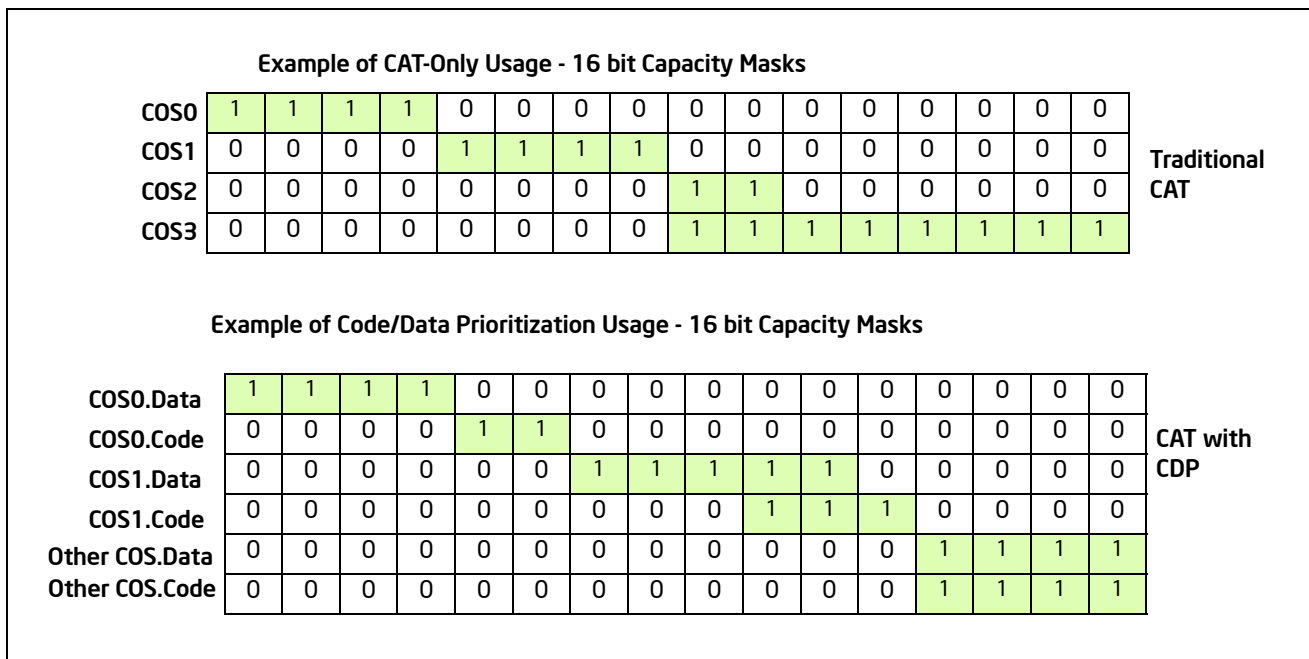 Example of CAT-Only Usage - 16 bit Capacity Masks
COS0 1 1 1 1 0 0 0 0 0 0 0 0 0 0 0 0
COS1 0 0 0 0 1 1 1 1 0 0 0 0 0 0 0 0
COS2 0 0 0 0 0 0 0 0 1 1 0 0 0 0 0 0
COS3 0 0 0 0 0 0 0 0 1 1 1 1 1 1 1 1
Traditional
CAT
Example of Code/Data Prioritization Usage - 16 bit Capacity Masks
COS0.Data 1 1 1 1 0 0 0 0 0 0 0 0 0 0 0 0
COS0.Code 0 0 0 0 1 1 0 0 0 0 0 0 0 0 0 0
COS1.Data 0 0 0 0 0 0 1 1 1 1 1 0 0 0 0 0
COS1.Code 0 0 0 0 0 0 0 0 0 1 1 1 0 0 0 0
Other COS.Data 0 0 0 0 0 0 0 0 0 0 0 0 1 1 1 1
Other COS.Code 0 0 0 0 0 0 0 0 0 0 0 0 1 1 1 1
CAT with
CDP